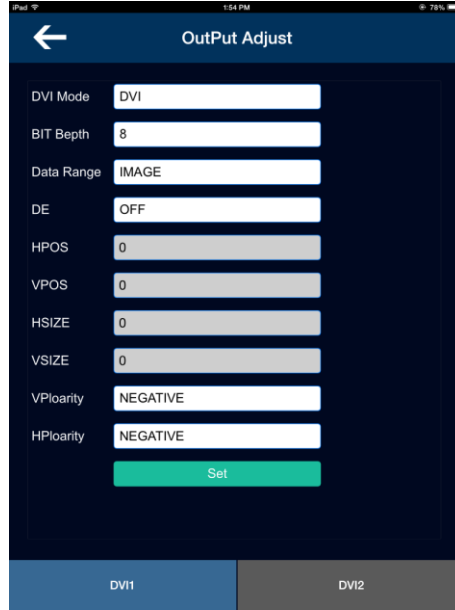 iPad 1:54 PM 78%
OutPut Adjust
DVI Mode DVI
BIT Bepth 8
Data Range IMAGE
DE OFF
HPOS 0
VPOS 0
HSIZE 0
VSIZE 0
VPloarity NEGATIVE
HPloarity NEGATIVE
Set
DVI1 DVI2